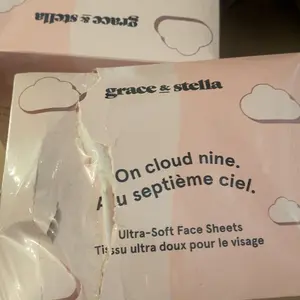 grace & stella
grace & stella
On cloud nine.
Au septième ciel.
Ultra-Soft Face Sheets
Tissu ultra doux pour le visage